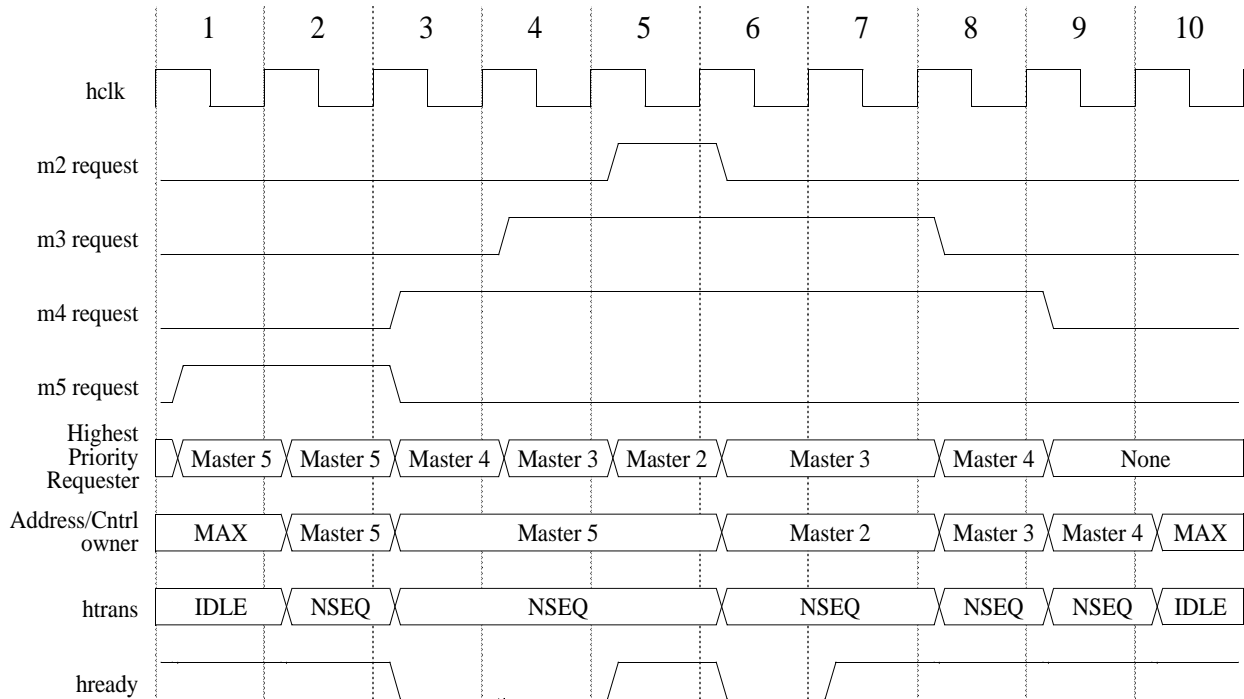 1 2 3 4 5 6 7 8 9 10
hclk
m2 request
m3 request
m4 request
m5 request
Highest
Priority
Requester
Master 5 Master 5 Master 4 Master 3 Master 2 Master 3 Master 4 None
Address/Cntrl
owner
MAX Master 5 Master 5 Master 2 Master 3 Master 4 MAX
htrans IDLE NSEQ NSEQ NSEQ NSEQ NSEQ IDLE
hready